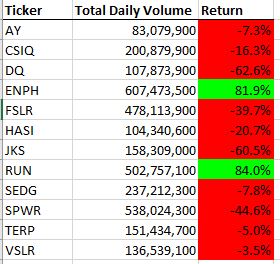 Ticker Total Daily Volume Return
AY 83,079,900 -7.3%
CSIQ 200,879,900 -16.3%
DQ 107,873,900 -62.6%
ENPH 607,473,500 81.9%
FSLR 478,113,900 -39.7%
HASI 104,340,600 -20.7%
JKS 158,309,000 -60.5%
RUN 502,757,100 84.0%
SEDG 237,212,300 -7.8%
SPWR 538,024,300 -44.6%
TERP 151,434,700 -5.0%
VSLR 136,539,100 -3.5%